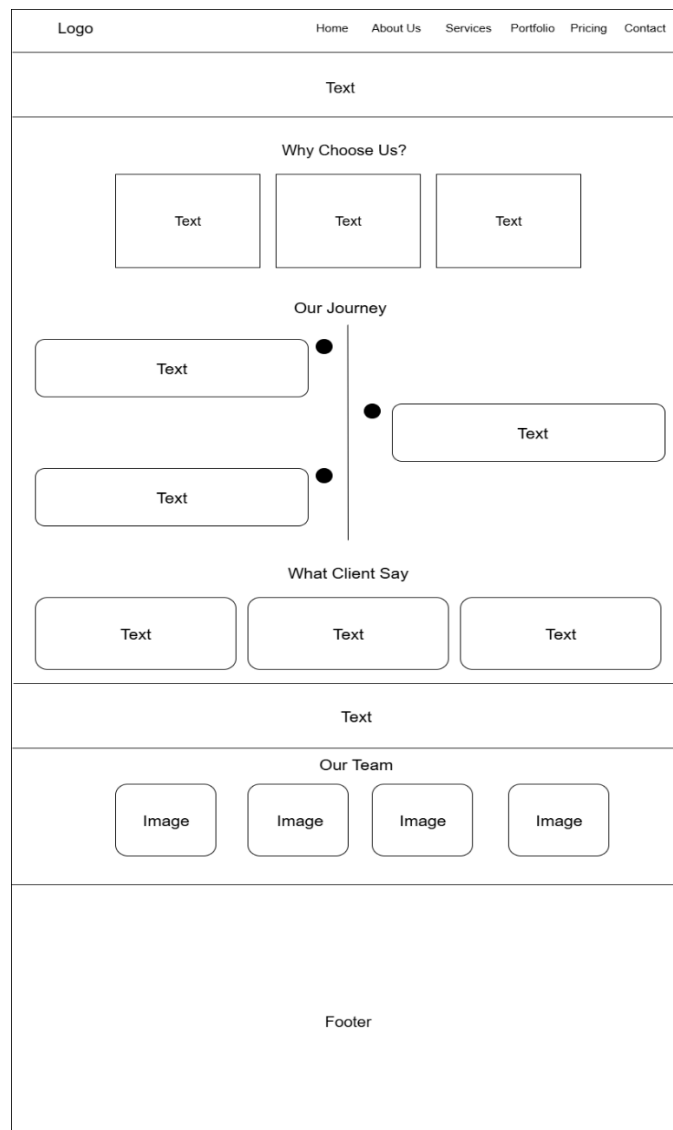 Logo Home About Us Services Portfolio Pricing Contact
Text
Why Choose Us?
Text Text Text
Our Journey
Text
Text
Text
What Client Say
Text Text Text
Text
Our Team
Image Image Image Image
Footer